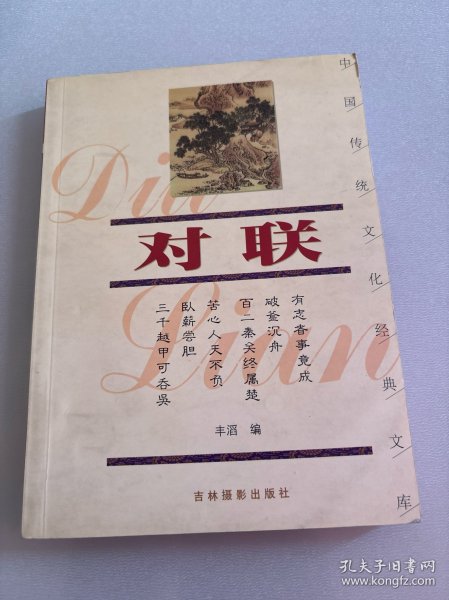 中国传统文化经典文库
Dui
对联
Lian
有志者事竟成
破釜沉舟
百二秦关终属楚
苦心人天不负
卧薪尝胆
三千越甲可吞吴
丰滔 编
吉林摄影出版社
孔夫子旧书网
www.kongfz.com